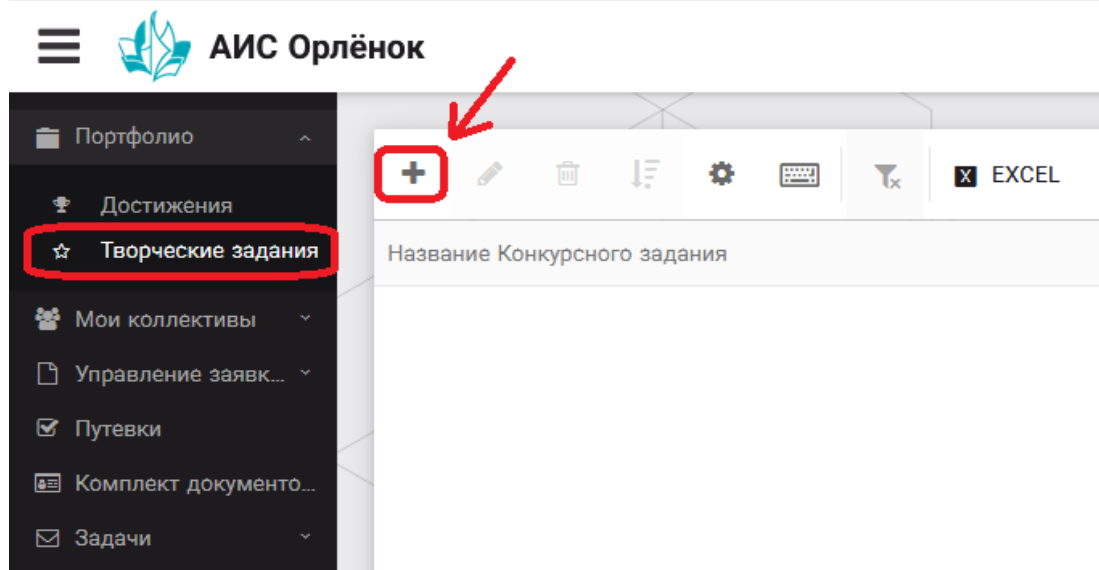 АИС Орлёнок
Портфолио
Достижения
Творческие задания
Мои коллективы
Управление заявк...
Путевки
Комплект документо...
Задачи
X EXCEL
Название Конкурсного задания